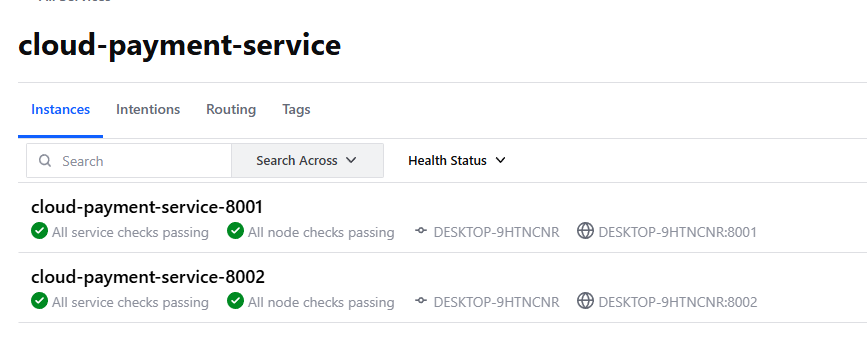 All Services
cloud-payment-service
Instances Intentions Routing Tags
Search Search Across Health Status
cloud-payment-service-8001
All service checks passing All node checks passing DESKTOP-9HTNCNR DESKTOP-9HTNCNR:8001
cloud-payment-service-8002
All service checks passing All node checks passing DESKTOP-9HTNCNR DESKTOP-9HTNCNR:8002